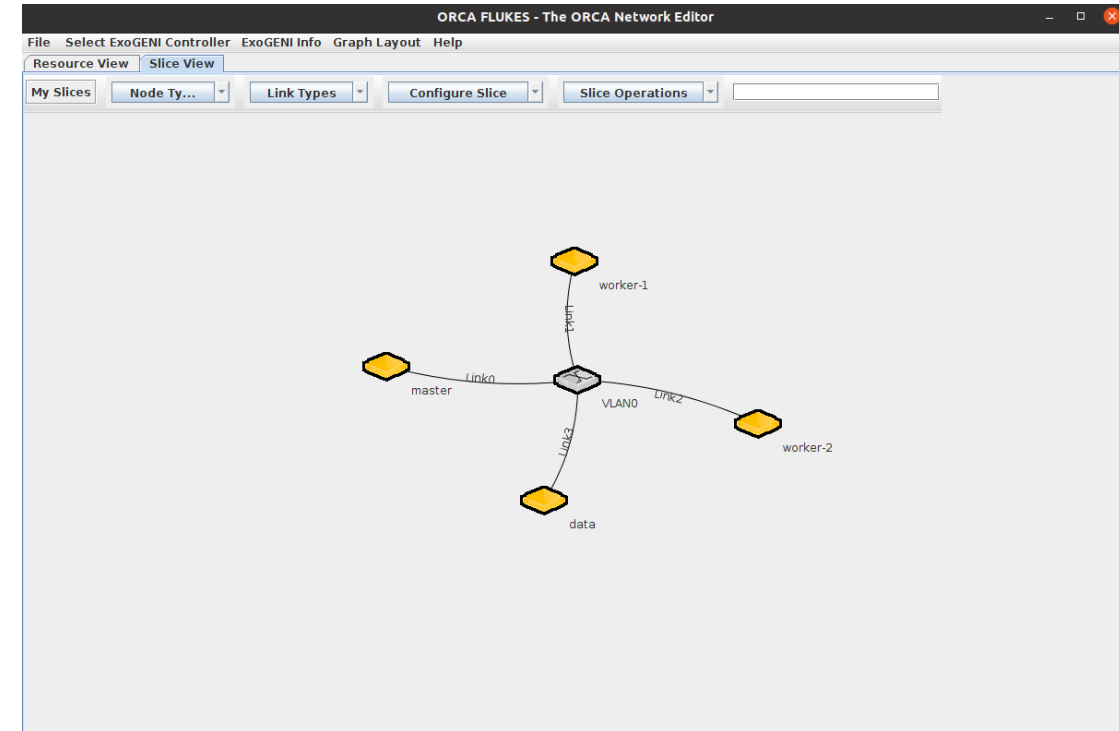 ORCA FLUKES - The ORCA Network Editor
File Select ExoGENI Controller ExoGENI Info Graph Layout Help
Resource View Slice View
My Slices Node Ty... Link Types Configure Slice Slice Operations
worker-1
Link1
Link0
master
VLAN0
Link2
Link3
worker-2
data